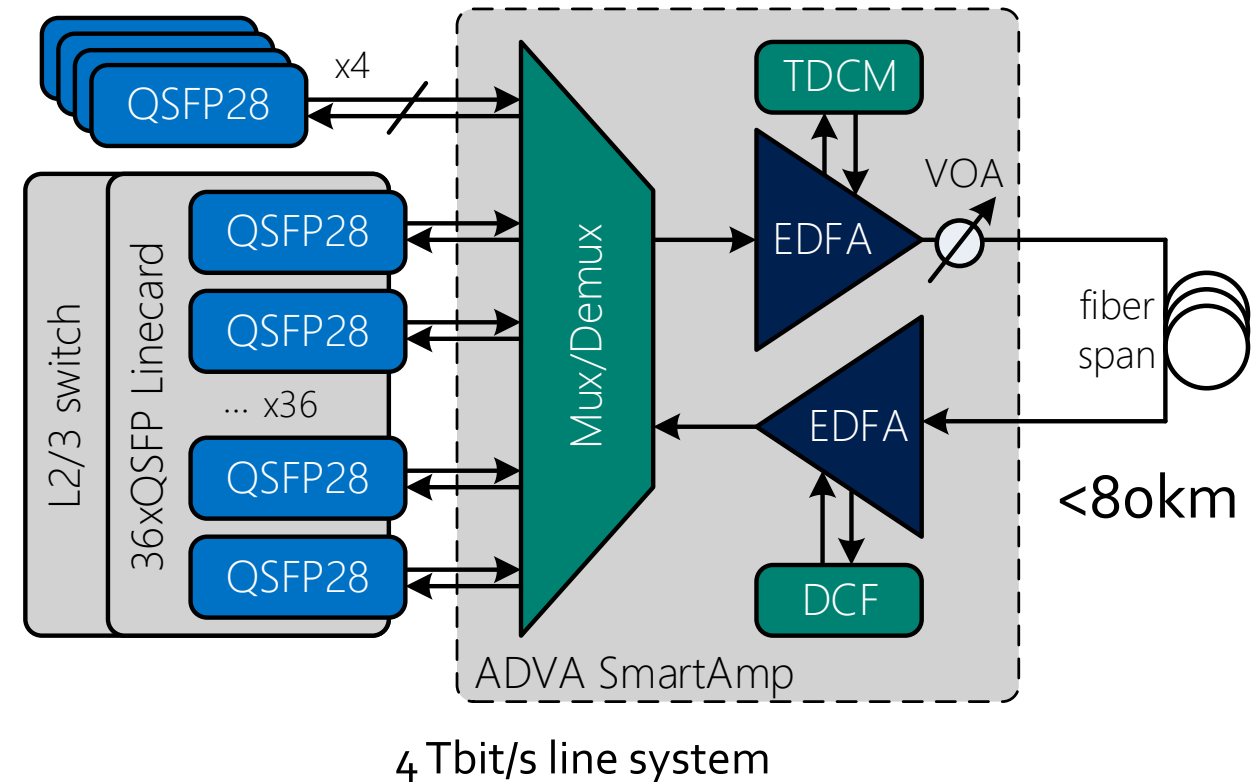 QSFP28
x4
L2/3 switch
36xQSFP Linecard
QSFP28
QSFP28
... x36
QSFP28
QSFP28
Mux/Demux
TDCM
EDFA
VOA
EDFA
DCF
ADVA SmartAmp
fiber
span
<80km
4 Tbit/s line system